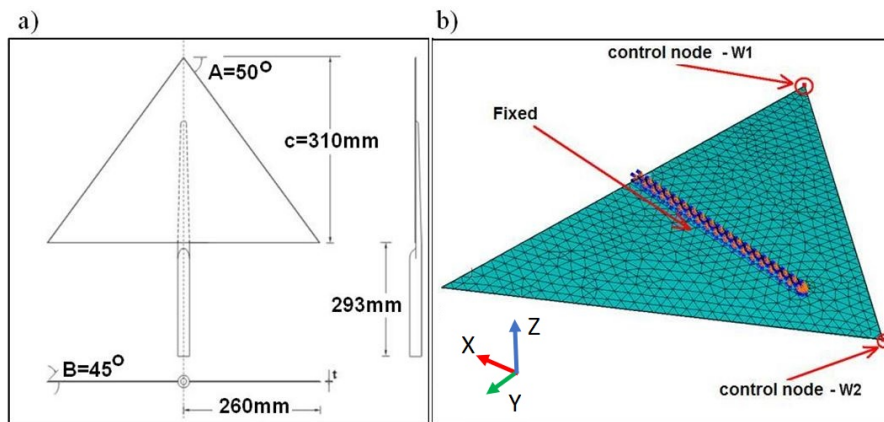 a)
A=50°
c=310mm
293mm
B=45°
t
260mm
b)
control node - W1
Fixed
Z
X
Y
control node - W2